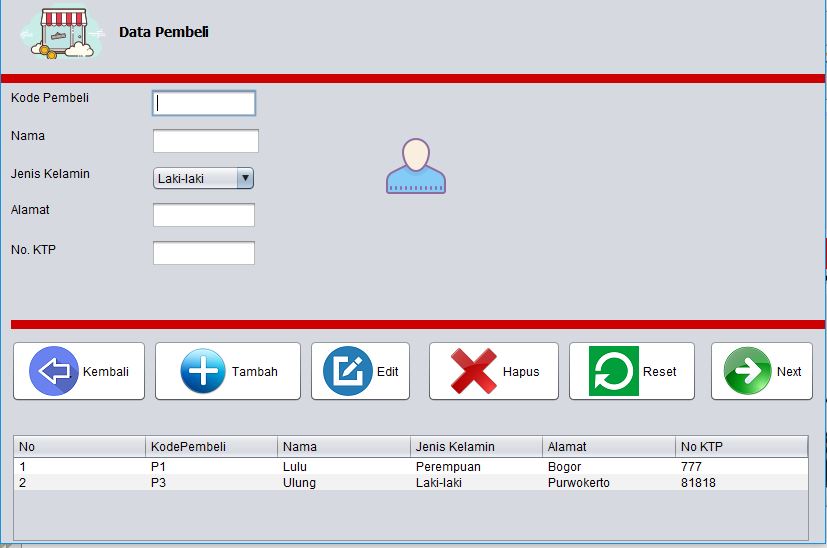 Data Pembeli
Kode Pembeli
Nama
Jenis Kelamin Laki-laki
Alamat
No. KTP
Kembali Tambah Edit Hapus Reset Next
No KodePembeli Nama Jenis Kelamin Alamat No KTP
1 P1 Lulu Perempuan Bogor 777
2 P3 Ulung Laki-laki Purwokerto 81818